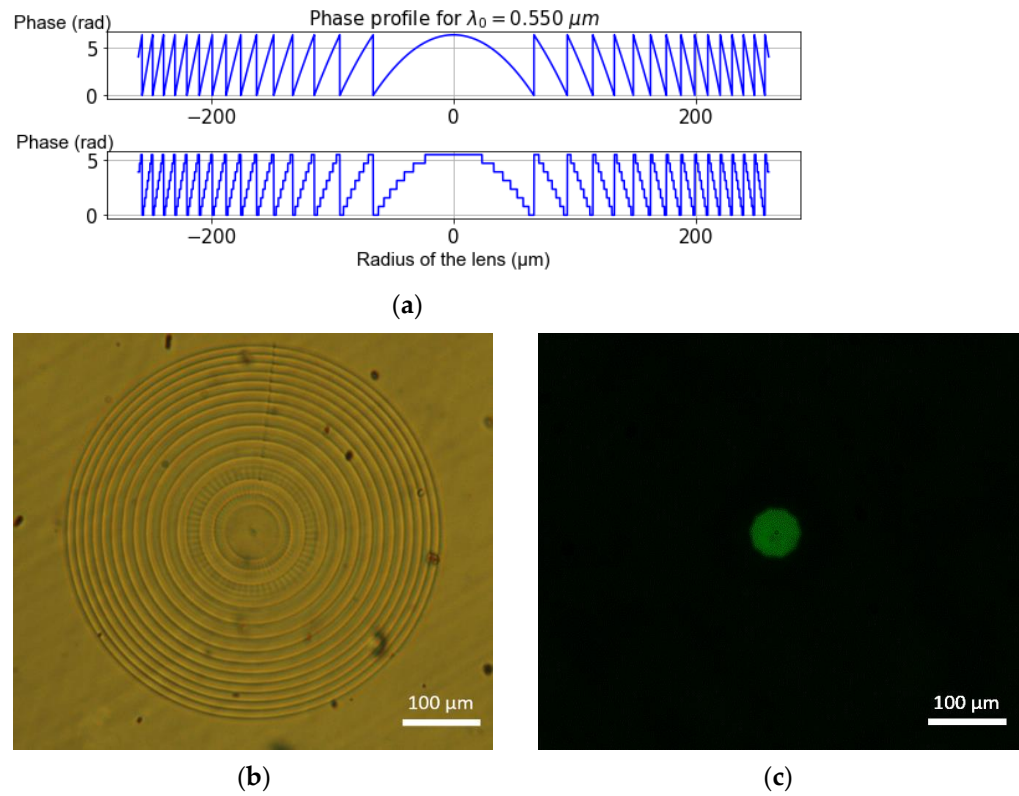 Phase profile for λ₀ = 0.550 μm
Phase (rad)
5
0
−200 0 200
Phase (rad)
5
0
−200 0 200
Radius of the lens (μm)
(a)
100 μm 100 μm
(b) (c)